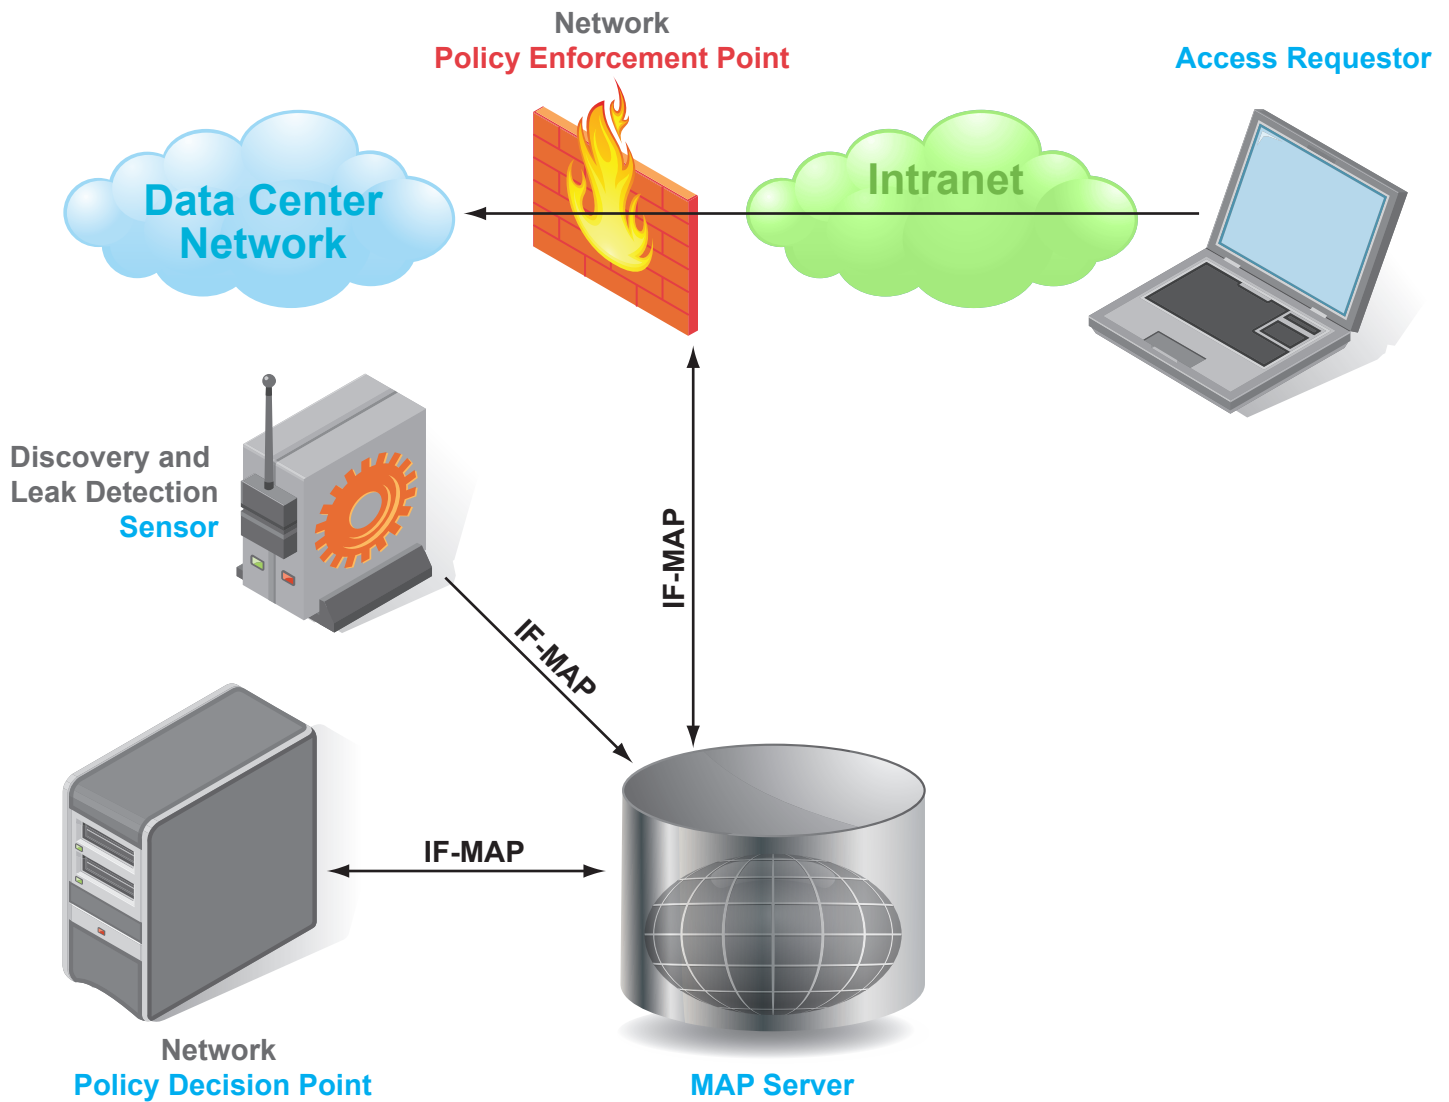 Network
Policy Enforcement Point
Access Requestor
Data Center
Network
Intranet
Discovery and
Leak Detection
Sensor
IF-MAP
IF-MAP
IF-MAP
Network
Policy Decision Point
MAP Server